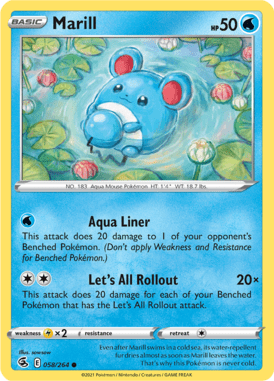 BASIC Marill HP50
NO. 183 Aqua Mouse Pokémon HT: 1'4" WT: 18.7 lbs.
Aqua Liner
This attack does 20 damage to 1 of your opponent's
Benched Pokémon. (Don't apply Weakness and Resistance
for Benched Pokémon.)
Let's All Rollout 20×
This attack does 20 damage for each of your Benched
Pokémon that has the Let's All Rollout attack.
weakness ×2 resistance retreat
Illus.
E 058/264
Even after Marill swims in a cold sea, its water-repellent
fur dries almost as soon as Marill leaves the water.
That's why this Pokémon is never cold.
©2021 Pokémon / Nintendo / Creatures / GAME FREAK